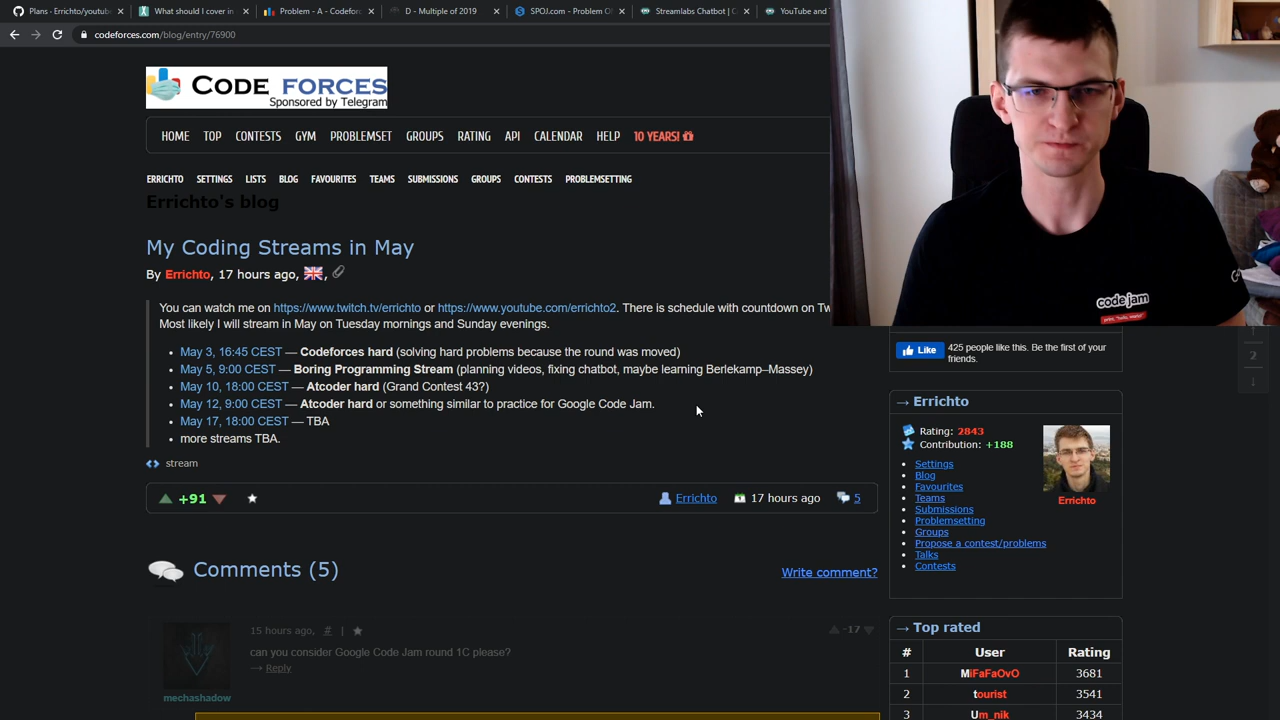 Plans · Errichto/youtub
What should I cover in
Problem - A - Codeforc
D - Multiple of 2019
SPOJ.com - Problem O
Streamlabs Chatbot | C
YouTube and
codeforces.com/blog/entry/76900
CODE FORCES
Sponsored by Telegram
HOME TOP CONTESTS GYM PROBLEMSET GROUPS RATING API CALENDAR HELP 10 YEARS!
ERRICHTO SETTINGS LISTS BLOG FAVOURITES TEAMS SUBMISSIONS GROUPS CONTESTS PROBLEMSETTING
Errichto's blog
My Coding Streams in May
By Errichto, 17 hours ago,
You can watch me on https://www.twitch.tv/errichto or https://www.youtube.com/errichto2. There is schedule with countdown on Tw
Most likely I will stream in May on Tuesday mornings and Sunday evenings.
• May 3, 16:45 CEST — Codeforces hard (solving hard problems because the round was moved)
• May 5, 9:00 CEST — Boring Programming Stream (planning videos, fixing chatbot, maybe learning Berlekamp–Massey)
• May 10, 18:00 CEST — Atcoder hard (Grand Contest 43?)
• May 12, 9:00 CEST — Atcoder hard or something similar to practice for Google Code Jam.
• May 17, 18:00 CEST — TBA
• more streams TBA.
stream
+91
Errichto 17 hours ago 5
Comments (5)
Write comment?
15 hours ago, # |
-17
can you consider Google Code Jam round 1C please?
→ Reply
mechashadow
code jam
Like
425 people like this. Be the first of your
friends.
2
→ Errichto
Rating: 2843
Contribution: +188
• Settings
• Blog
• Favourites
• Teams
• Submissions
• Problemsetting
• Groups
• Propose a contest/problems
• Talks
• Contests
Errichto
→ Top rated
# User Rating
1 MiFaFaOvO 3681
2 tourist 3541
3 Um_nik 3434